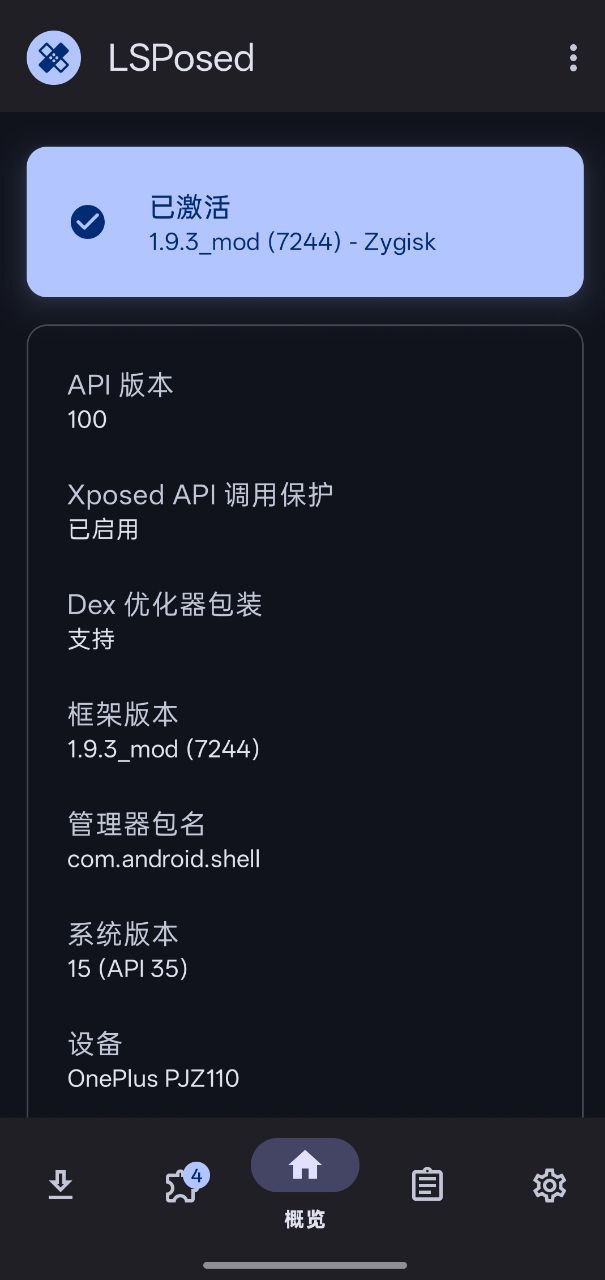 LSPosed
已激活
1.9.3_mod (7244) - Zygisk
API 版本
100
Xposed API 调用保护
已启用
Dex 优化器包装
支持
框架版本
1.9.3_mod (7244)
管理器包名
com.android.shell
系统版本
15 (API 35)
设备
OnePlus PJZ110
4
概览